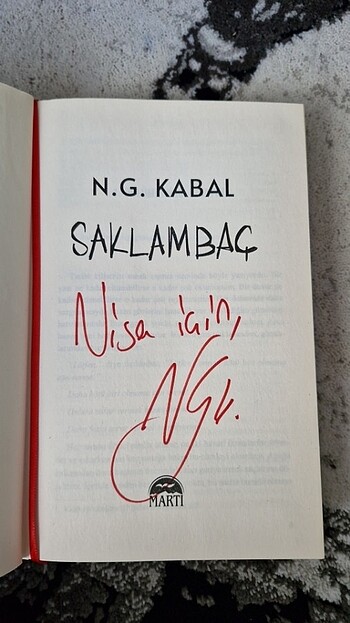 N.G. KABAL
SAKLAMBAÇ
Nisa için,
NGK.
MARTI